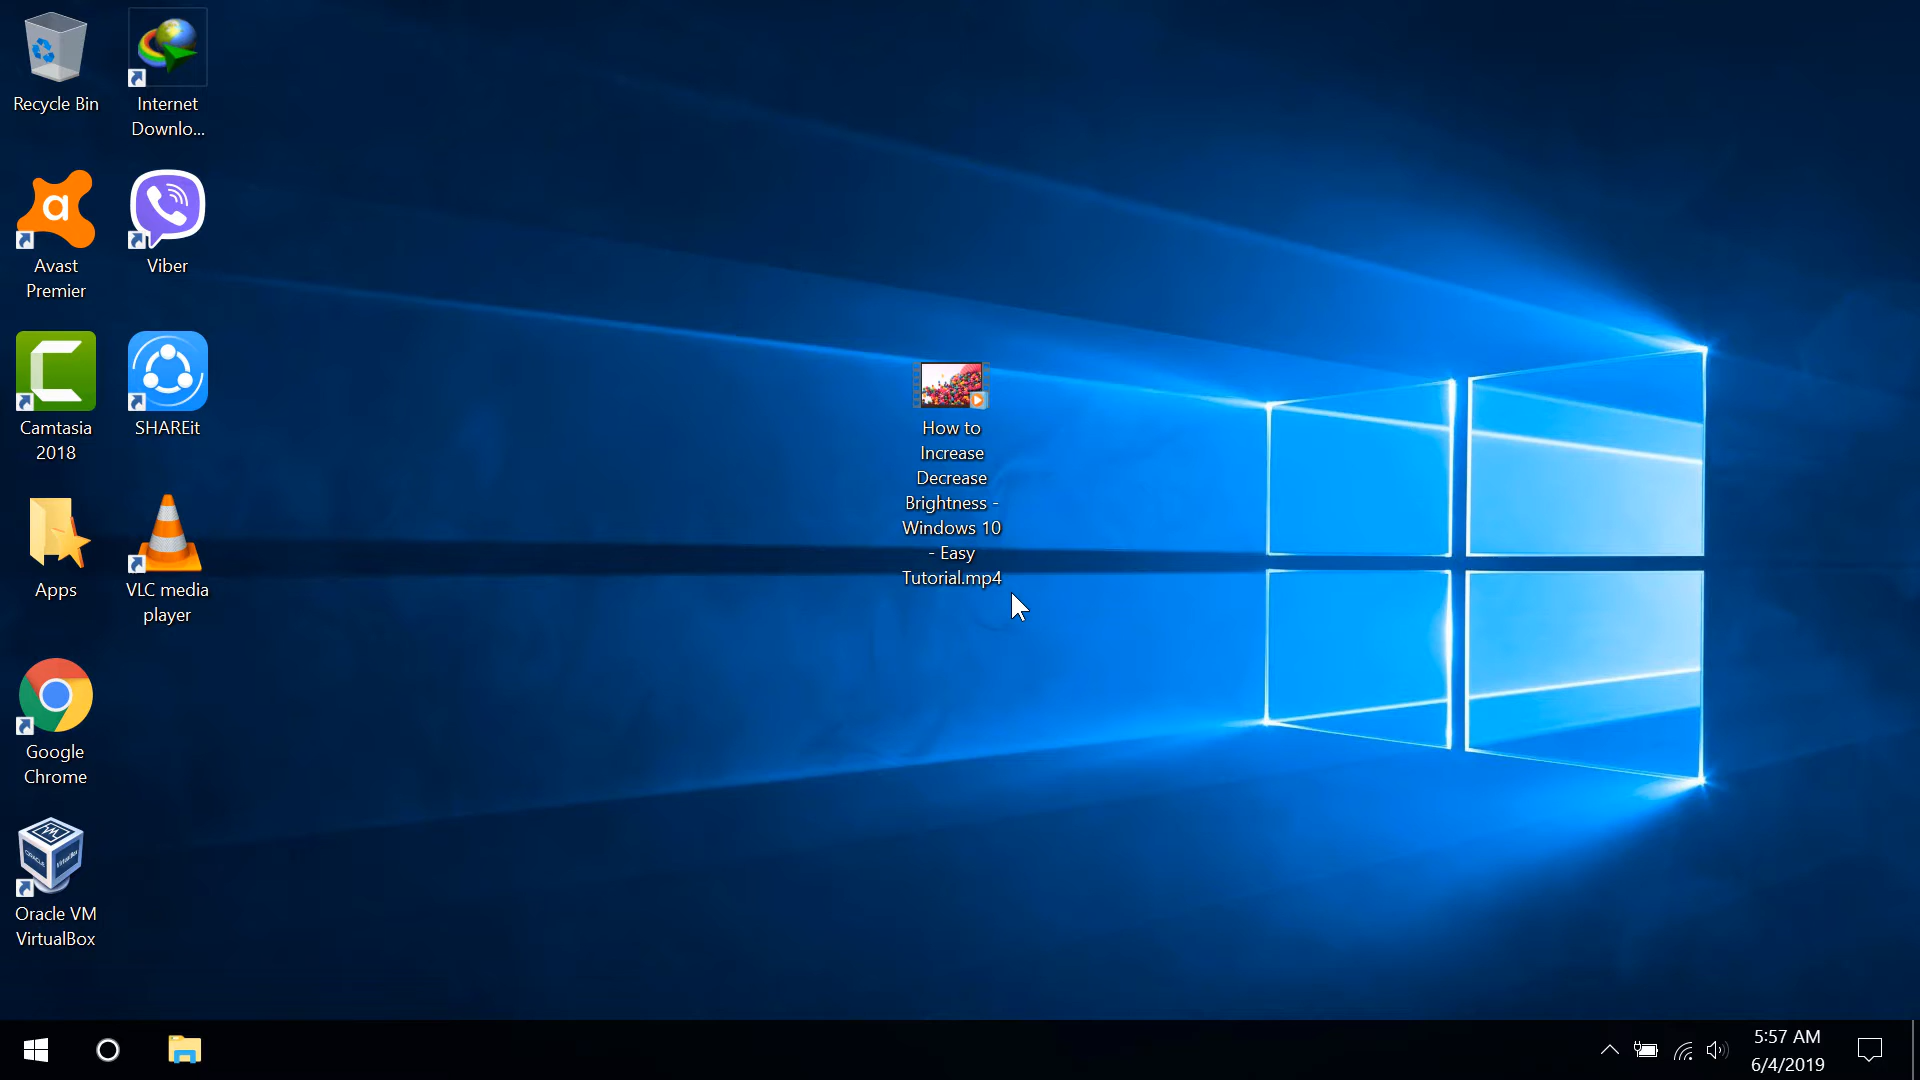 Recycle Bin
Internet
Downlo...
Avast
Premier
Viber
Camtasia
2018
SHAREit
Apps
VLC media
player
Google
Chrome
Oracle VM
VirtualBox
How to
Increase
Decrease
Brightness -
Windows 10
- Easy
Tutorial.mp4
5:57 AM
6/4/2019